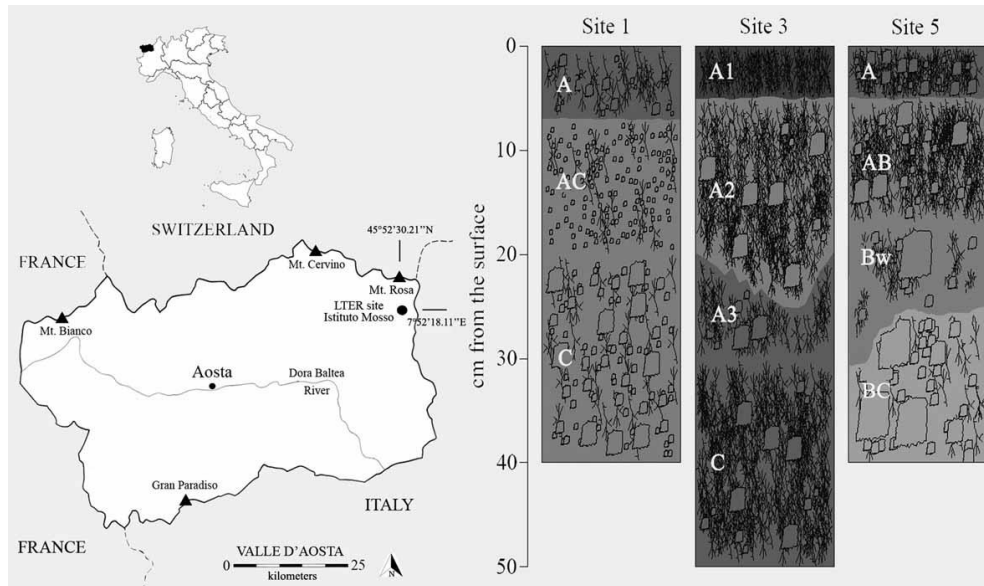 SWITZERLAND
45°52'30.21’’N
FRANCE
Mt. Cervino
Mt. Rosa
LTER site
Istituto Mosso
7°52'18.11’’E
Mt. Bianco
Aosta
Dora Baltea
River
Gran Paradiso
ITALY
FRANCE
VALLE D'AOSTA
0 25
kilometers
N
cm from the surface
0
10
20
30
40
50
Site 1
A
AC
C
Site 3
A1
A2
A3
C
Site 5
A
AB
Bw
BC